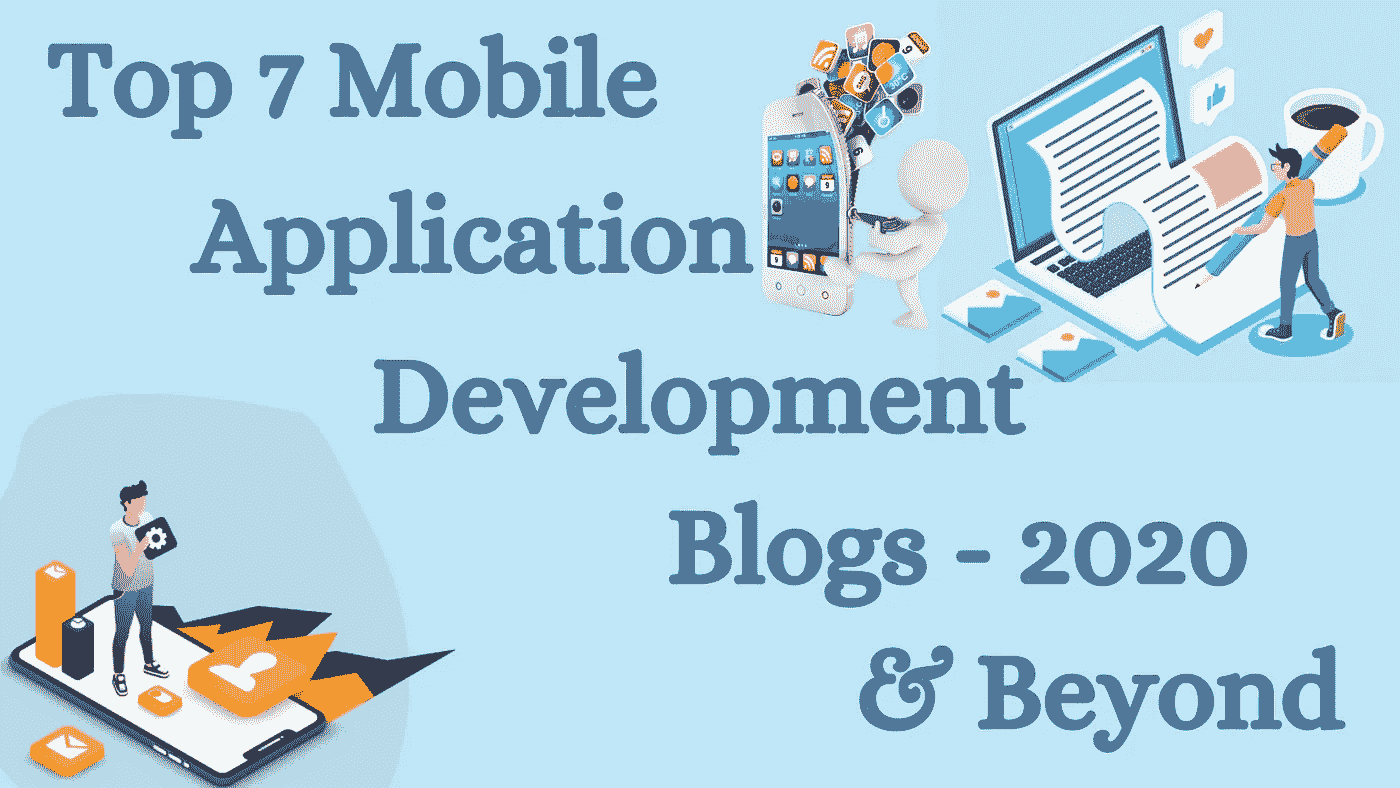 Top 7 Mobile
Application
Development
Blogs - 2020
& Beyond